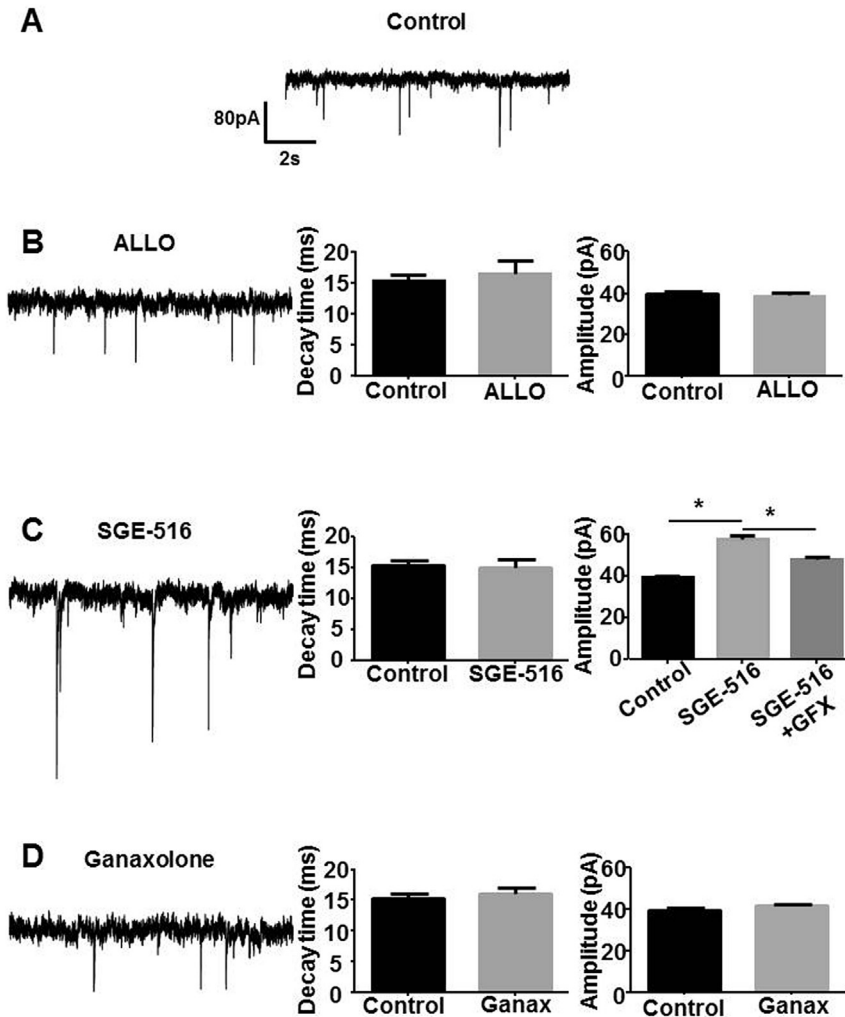 A
Control
80pA
2s
B
ALLO
Decay time (ms)
20
15
10
5
0
Control ALLO
Amplitude (pA)
60
40
20
0
Control ALLO
C
SGE-516
Decay time (ms)
20
15
10
5
0
Control SGE-516
Amplitude (pA)
60
40
20
0
* *
Control
SGE-516
SGE-516
+GFX
D
Ganaxolone
Decay time (ms)
20
15
10
5
0
Control Ganax
Amplitude (pA)
60
40
20
0
Control Ganax